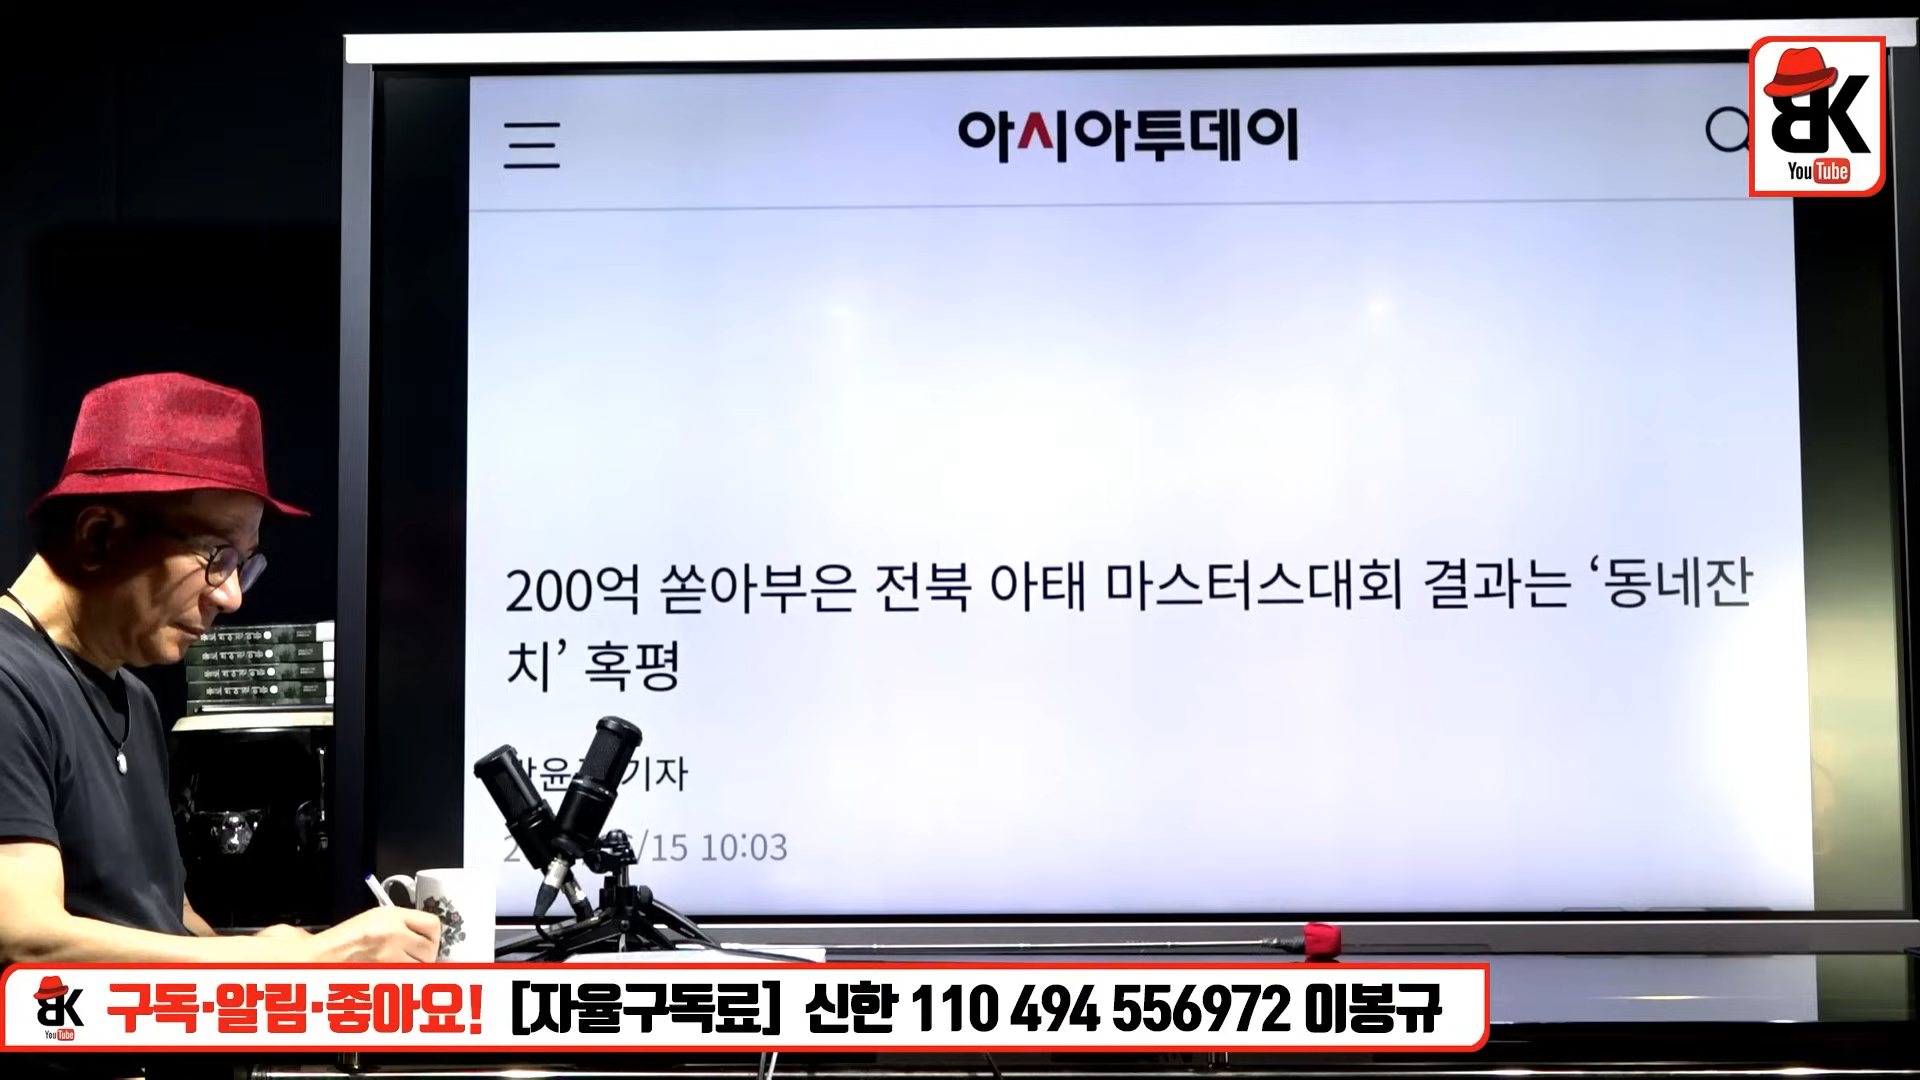 아시아투데이
BK
YouTube
200억 쏟아부은 전북 아태 마스터스대회 결과는 ‘동네잔
치’ 혹평
기자
/15 10:03
BK
YouTube
구독·알림·좋아요! [자율구독료] 신한 110 494 556972 이봉규